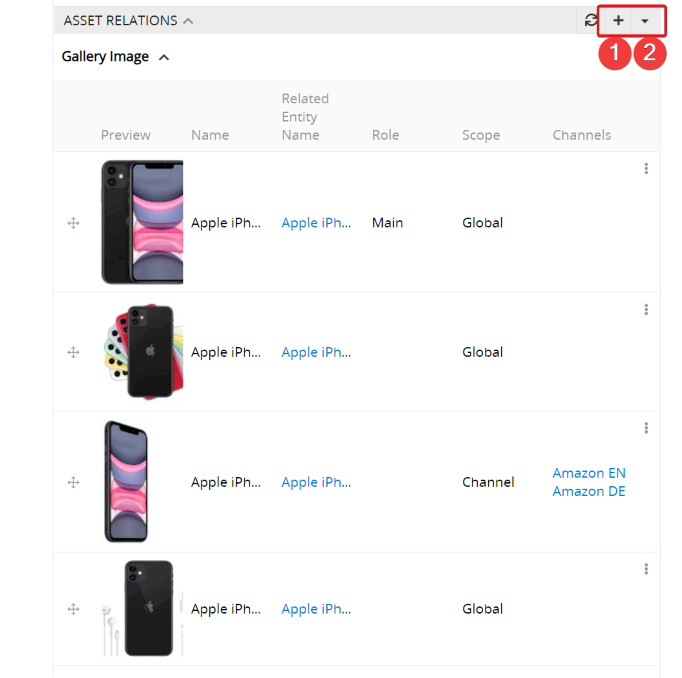 ASSET RELATIONS
1 2
Gallery Image
Preview Name Related Entity Name Role Scope Channels
Apple iPh... Apple iPh... Main Global
Apple iPh... Apple iPh... Global
Apple iPh... Apple iPh... Channel Amazon EN
Amazon DE
Apple iPh... Apple iPh... Global